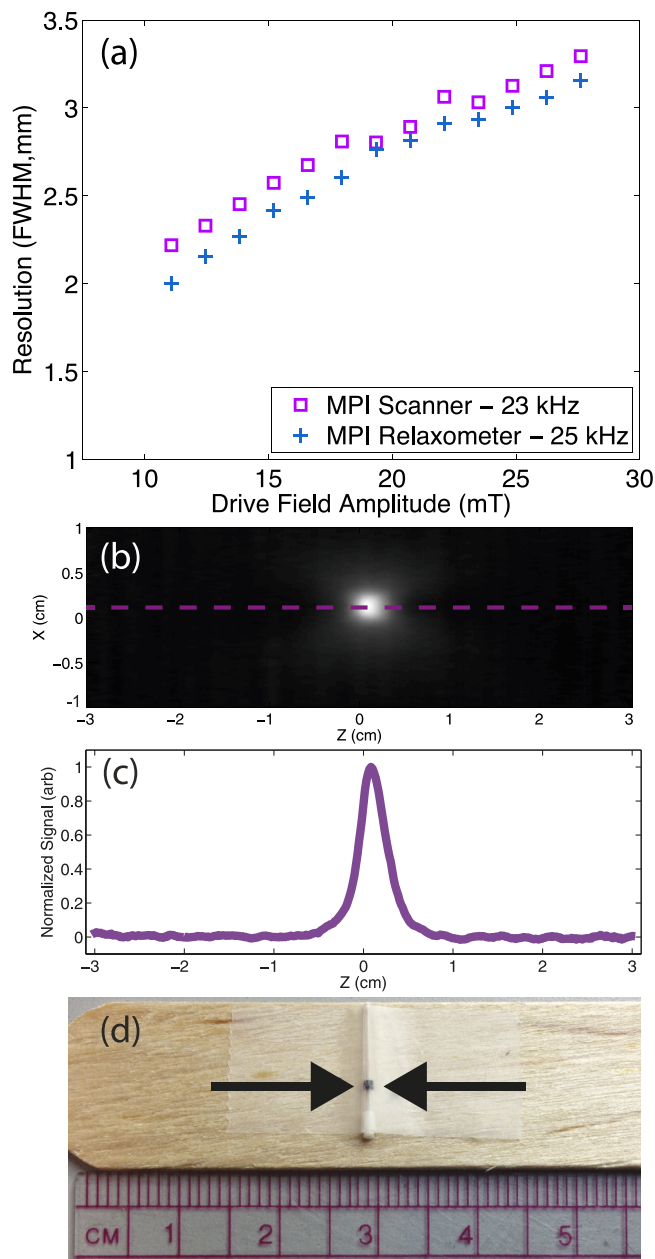 (a)
3.5
3
2.5
2
1.5
1
Resolution (FWHM,mm)
MPI Scanner – 23 kHz
MPI Relaxometer – 25 kHz
10 15 20 25 30
Drive Field Amplitude (mT)
(b)
1
0.5
0
−0.5
-1
X (cm)
−3 −2 −1 0 1 2 3
Z (cm)
(c)
1
0.8
0.6
0.4
0.2
0
Normalized Signal (arb)
−3 −2 −1 0 1 2 3
Z (cm)
(d)
CM 1 2 3 4 5